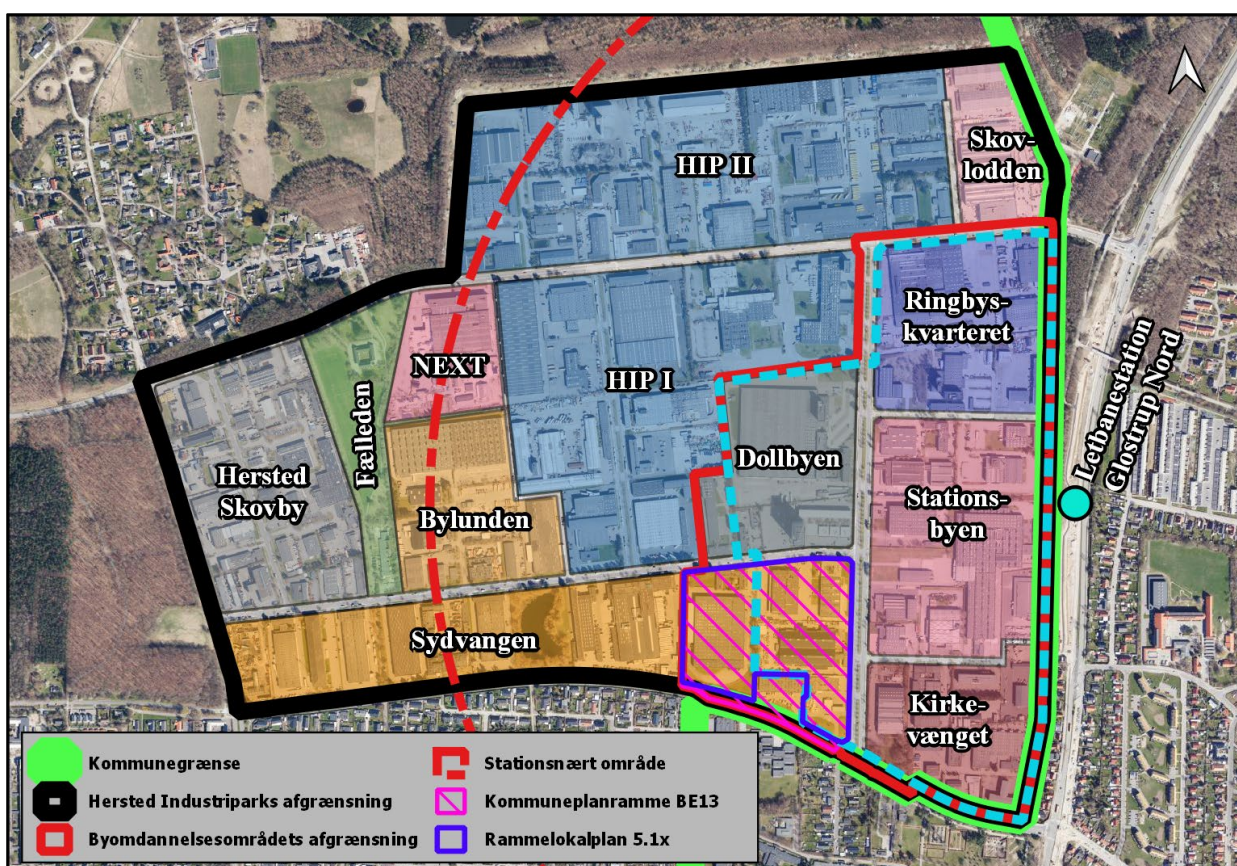 HIP II
Skov-
lodden
Ringbys-
kvarteret
NEXT
HIP I
Fælleden
Dollbyen
Hersted
Skovby
Bylunden
Stations-
byen
Letbanestation
Glostrup Nord
Sydvangen
Kirke-
vænget
Kommunegrænse
Hersted Industriparks afgrænsning
Byomdannelsesområdets afgrænsning
Stationsnært område
Kommuneplanramme BE13
Rammelokalplan 5.1x